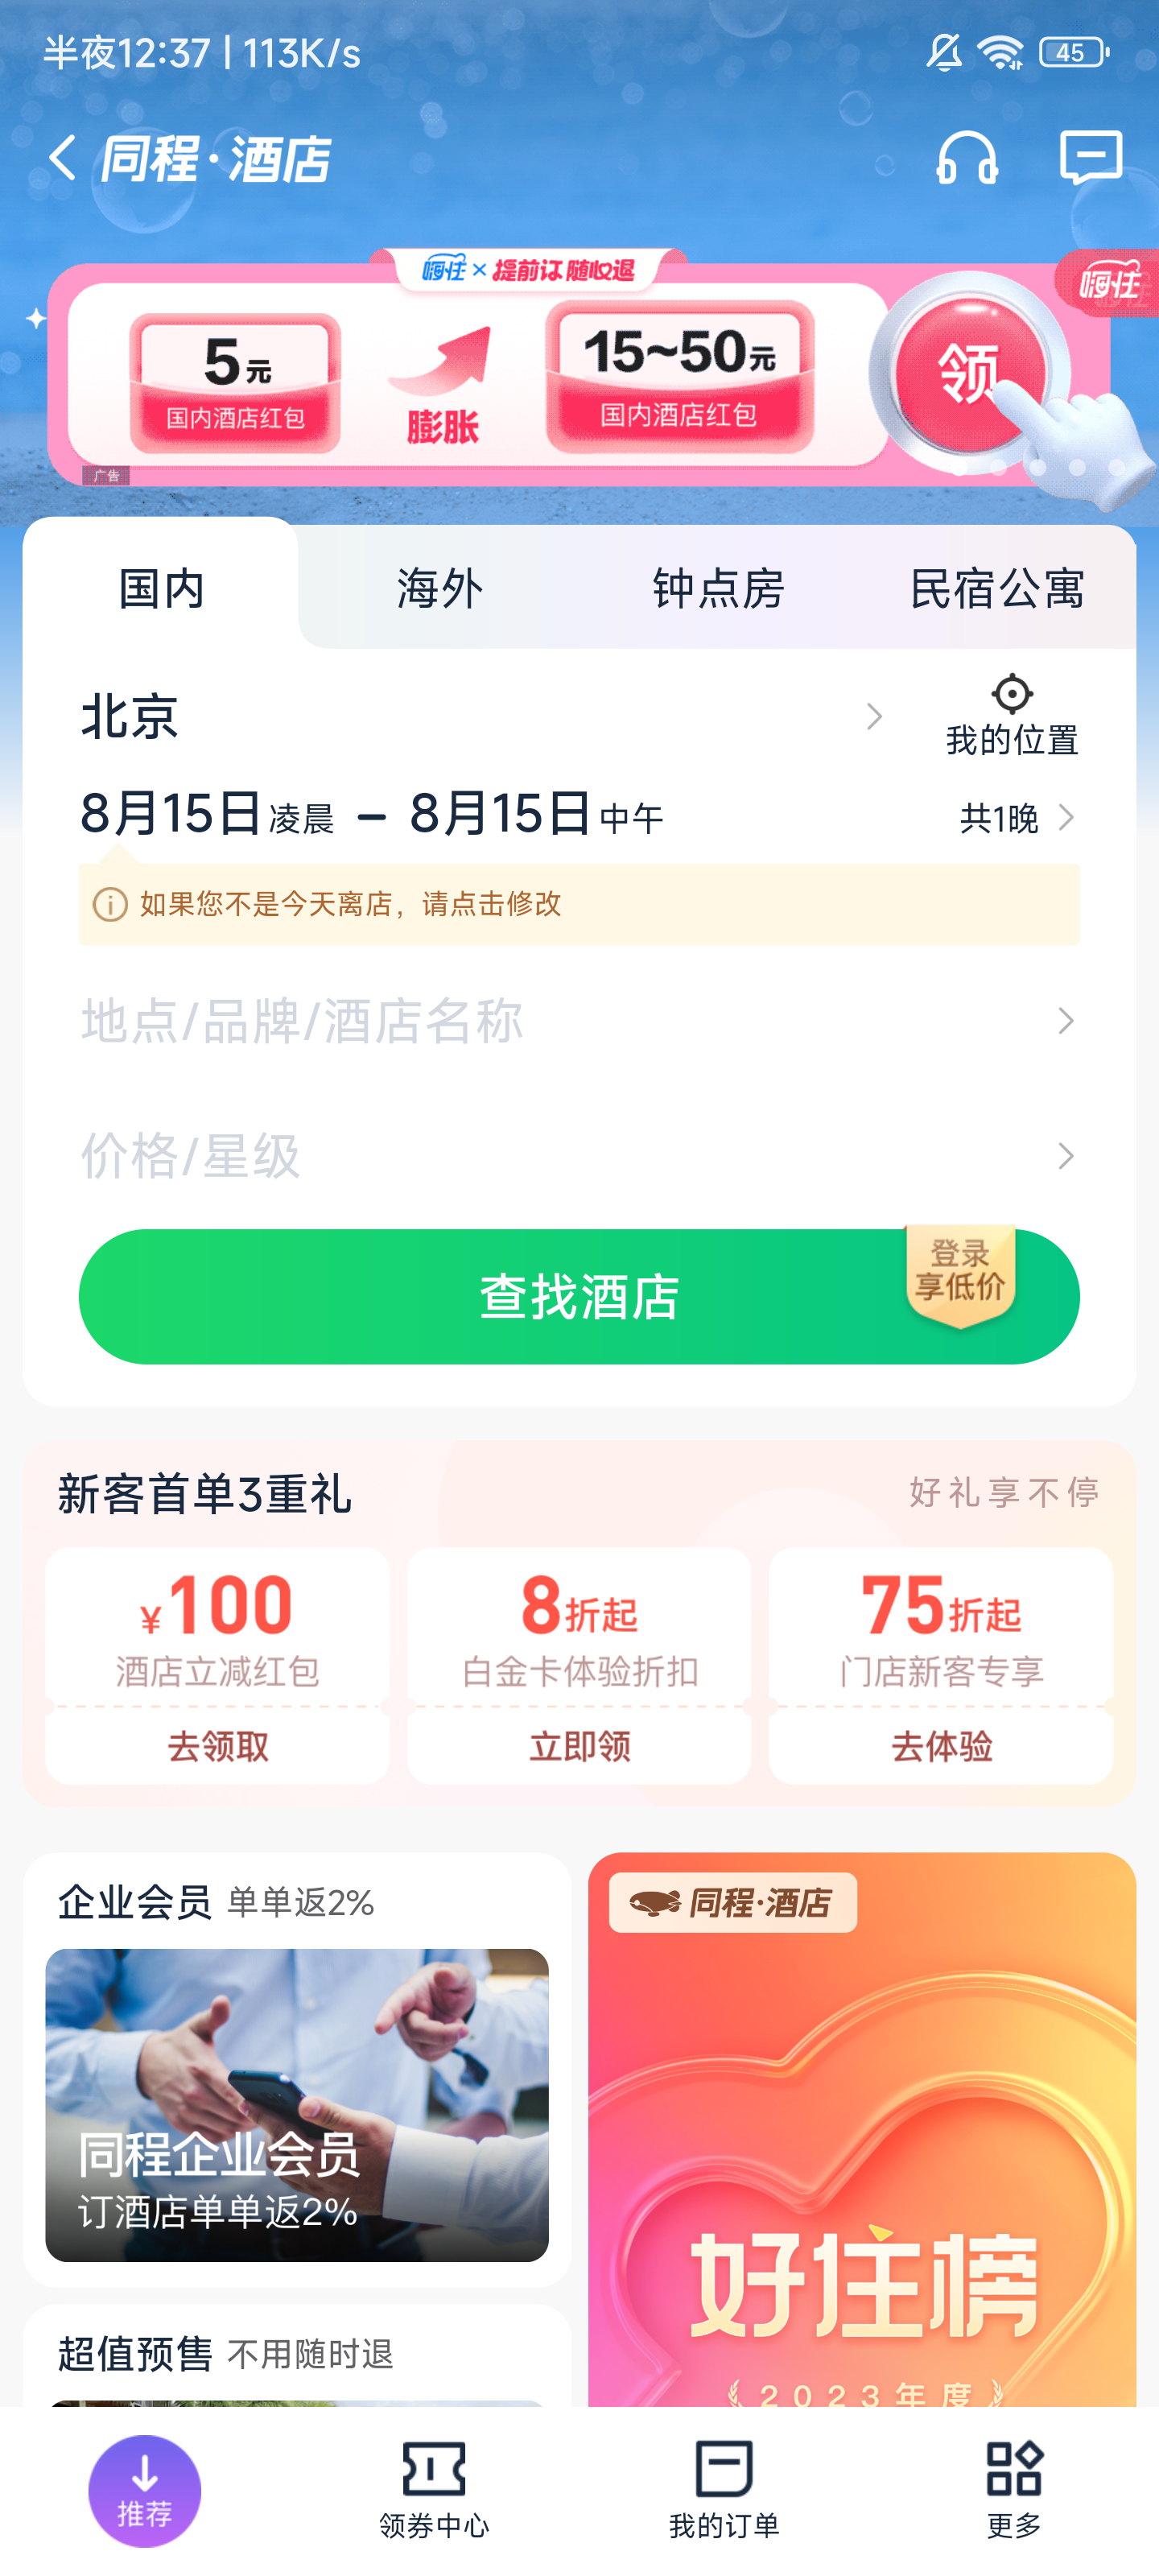 半夜12:37 | 113K/s
45
同程·酒店
嗨住×提前订 随心退
嗨住
5元
国内酒店红包
膨胀
15~50元
国内酒店红包
领
广告
国内
海外
钟点房
民宿公寓
北京
我的位置
8月15日凌晨 – 8月15日中午
共1晚
如果您不是今天离店，请点击修改
地点/品牌/酒店名称
价格/星级
查找酒店
登录
享低价
新客首单3重礼
好礼享不停
¥100
酒店立减红包
去领取
8折起
白金卡体验折扣
立即领
75折起
门店新客专享
去体验
企业会员 单单返2%
同程企业会员
订酒店单单返2%
同程·酒店
好住榜
2023年度
超值预售 不用随时退
推荐
领券中心
我的订单
更多